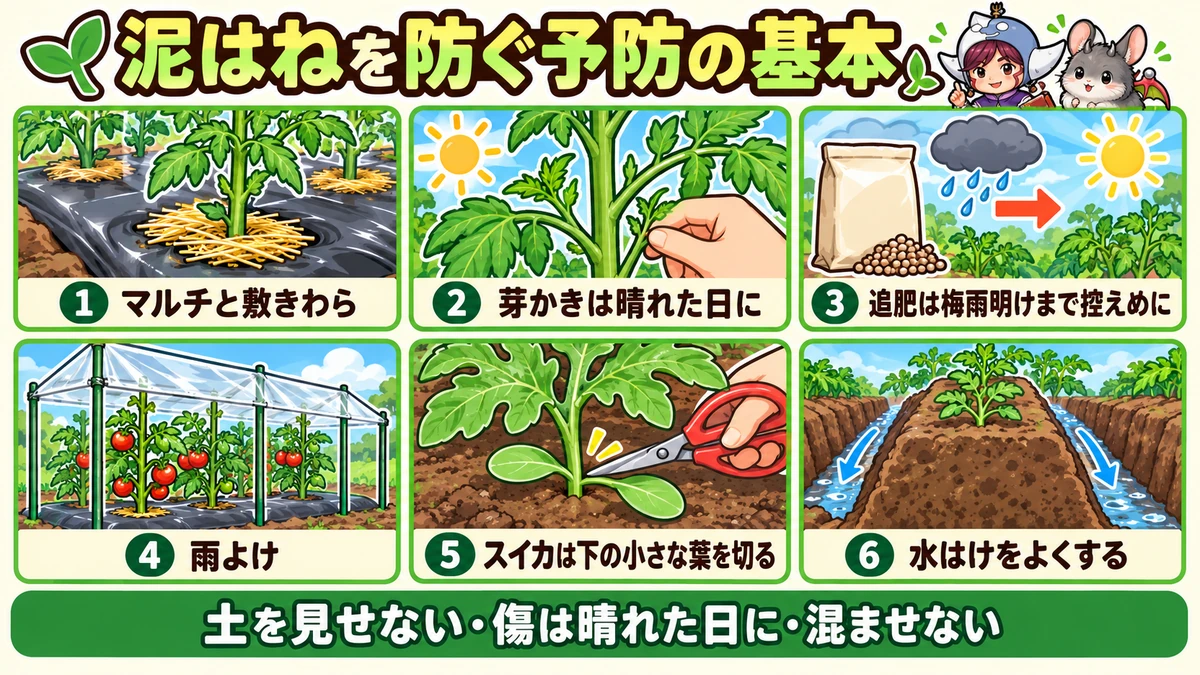 泥はねを防ぐ予防の基本
1 マルチと敷きわら
2 芽かきは晴れた日に
3 追肥は梅雨明けまで控えめに
4 雨よけ
5 スイカは下の小さな葉を切る
6 水はけをよくする
土を見せない・傷は晴れた日に・混ませない